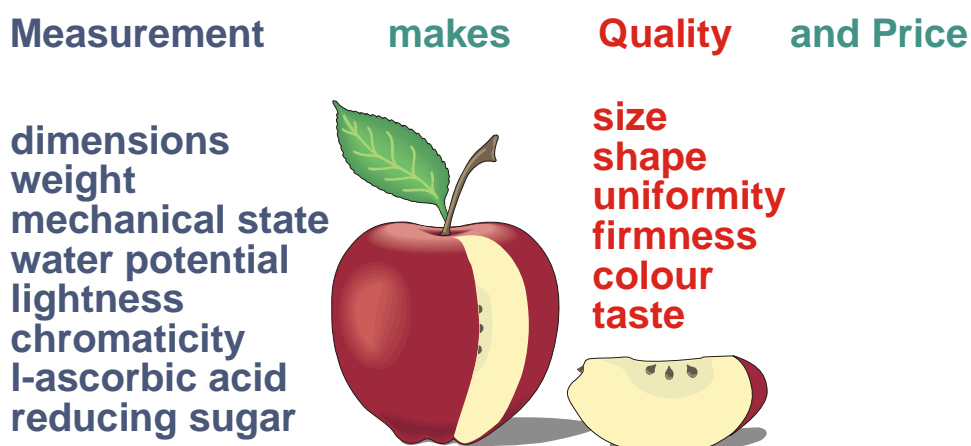 Measurement makes Quality and Price
dimensions
weight
mechanical state
water potential
lightness
chromaticity
l-ascorbic acid
reducing sugar
size
shape
uniformity
firmness
colour
taste